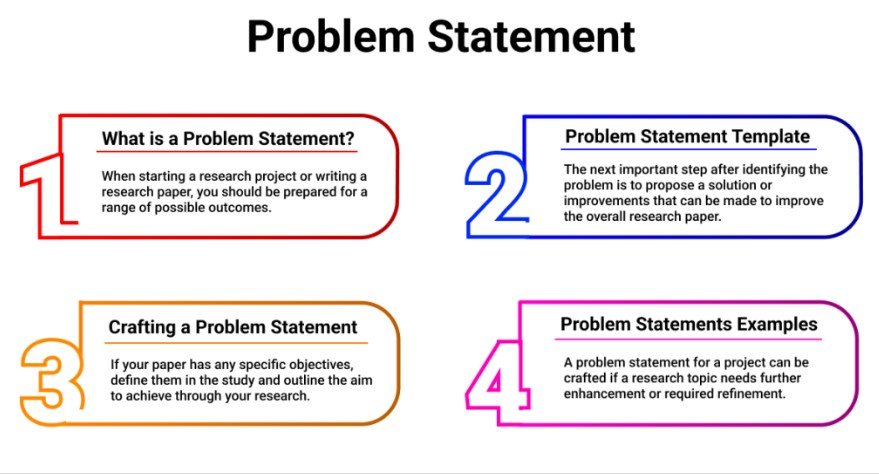 Problem Statement
1
What is a Problem Statement?
When starting a research project or writing a
research paper, you should be prepared for a
range of possible outcomes.
2
Problem Statement Template
The next important step after identifying the
problem is to propose a solution or
improvements that can be made to improve
the overall research paper.
3
Crafting a Problem Statement
If your paper has any specific objectives,
define them in the study and outline the aim
to achieve through your research.
4
Problem Statements Examples
A problem statement for a project can be
crafted if a research topic needs further
enhancement or required refinement.